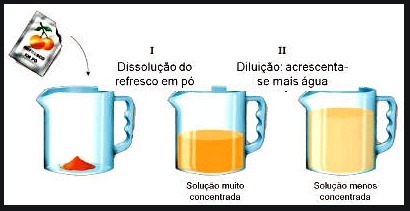 I
II
Dissolução do
refresco em pó
Diluição: acrescenta-
se mais água
Solução muito
concentrada
Solução menos
concentrada